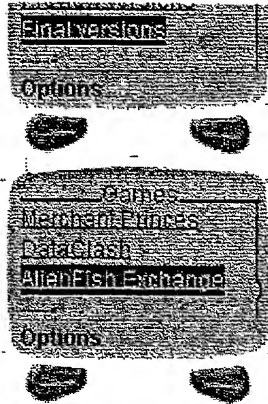 Final versions
Options
Games
Merchant Princes
DataClash
AlienFish Exchange
Options